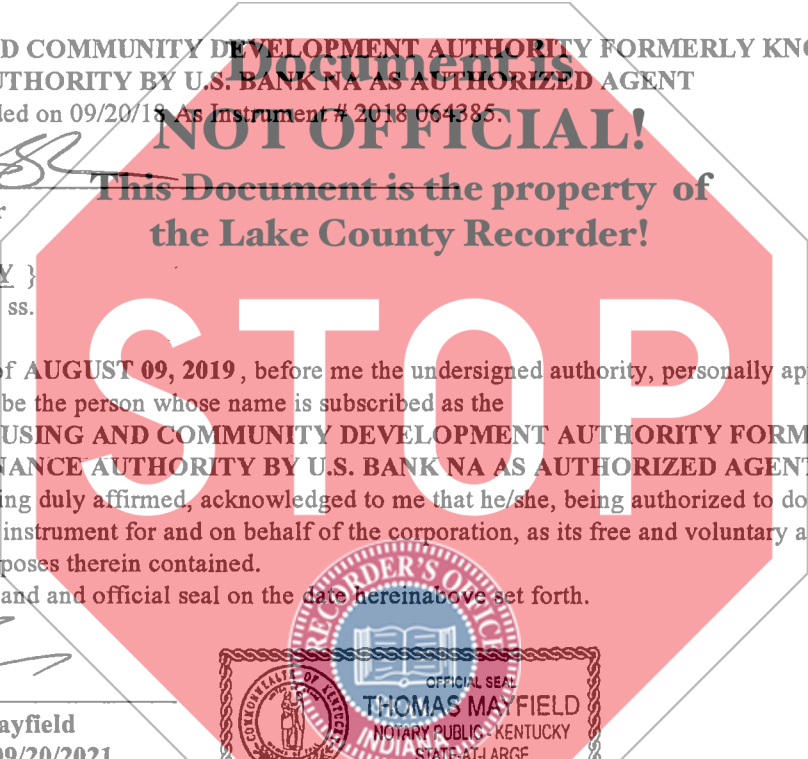 D COMMUNITY DEVELOPMENT AUTHORITY FORMERLY KNO
UTHORITY BY U.S. BANK NA AS AUTHORIZED AGENT
ded on 09/20/18 As Instrument # 2018 064385.
Document is
NOT OFFICIAL!
This Document is the property of
the Lake County Recorder!
r
Y }
ss.
STOP
of AUGUST 09, 2019, before me the undersigned authority, personally ap
be the person whose name is subscribed as the
USING AND COMMUNITY DEVELOPMENT AUTHORITY FORM
NANCE AUTHORITY BY U.S. BANK NA AS AUTHORIZED AGENT
ing duly affirmed, acknowledged to me that he/she, being authorized to do
instrument for and on behalf of the corporation, as its free and voluntary a
poses therein contained.
and and official seal on the date hereinabove set forth.
RECORDER'S OFFICE
INDIANA
COMMONWEALTH OF KENTUCKY
OFFICIAL SEAL
THOMAS MAYFIELD
NOTARY PUBLIC - KENTUCKY
STATE-AT-LARGE
ayfield
09/20/2021